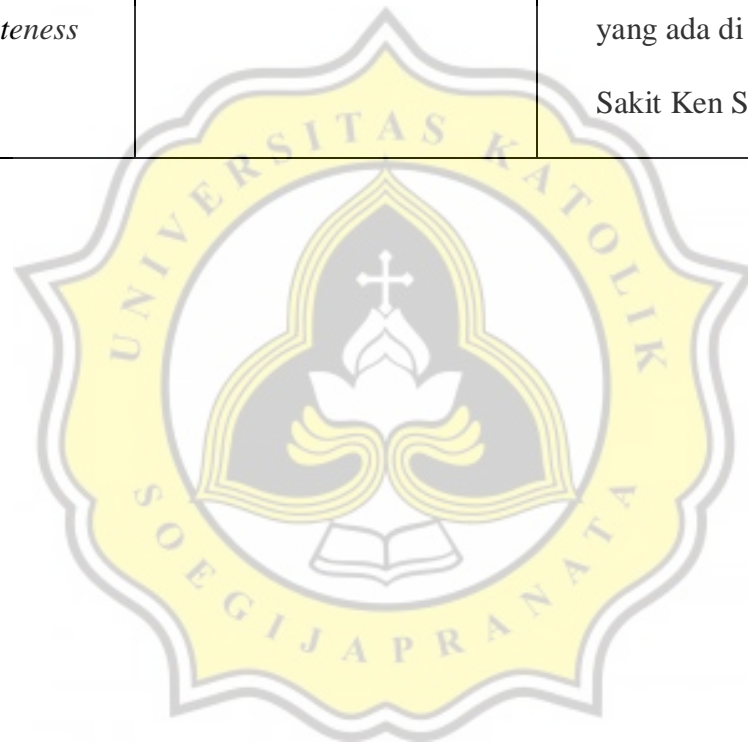 teness
yang ada di
Sakit Ken S
UNIVERSITAS KATOLIK
SOEGIJAPRANATA